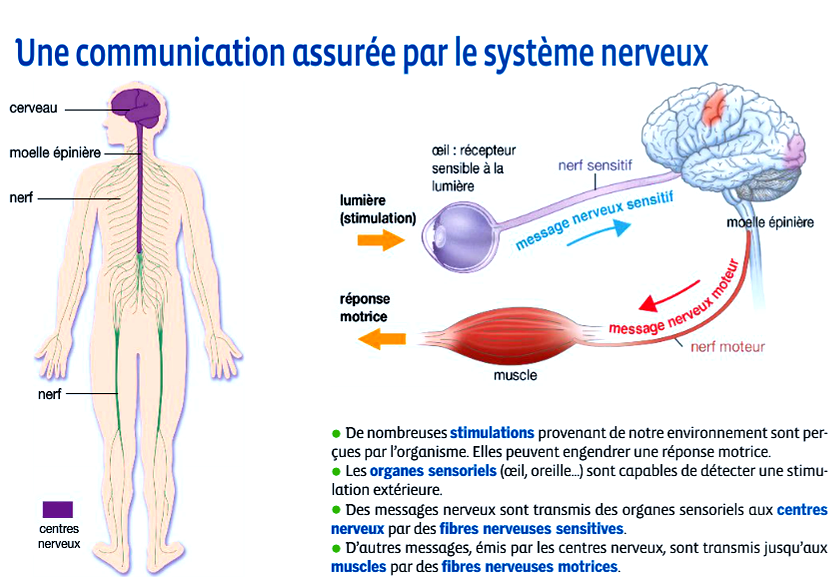 Une communication assurée par le système nerveux
cerveau
moelle épinière
nerf
nerf
centres
nerveux
œil : récepteur
sensible à la
lumière
nerf sensitif
lumière
(stimulation)
message nerveux sensitif
moelle épinière
réponse
motrice
message nerveux moteur
nerf moteur
muscle
● De nombreuses stimulations provenant de notre environnement sont per-
çues par l'organisme. Elles peuvent engendrer une réponse motrice.
● Les organes sensoriels (œil, oreille...) sont capables de détecter une stimu-
lation extérieure.
● Des messages nerveux sont transmis des organes sensoriels aux centres
nerveux par des fibres nerveuses sensitives.
● D'autres messages, émis par les centres nerveux, sont transmis jusqu'aux
muscles par des fibres nerveuses motrices.